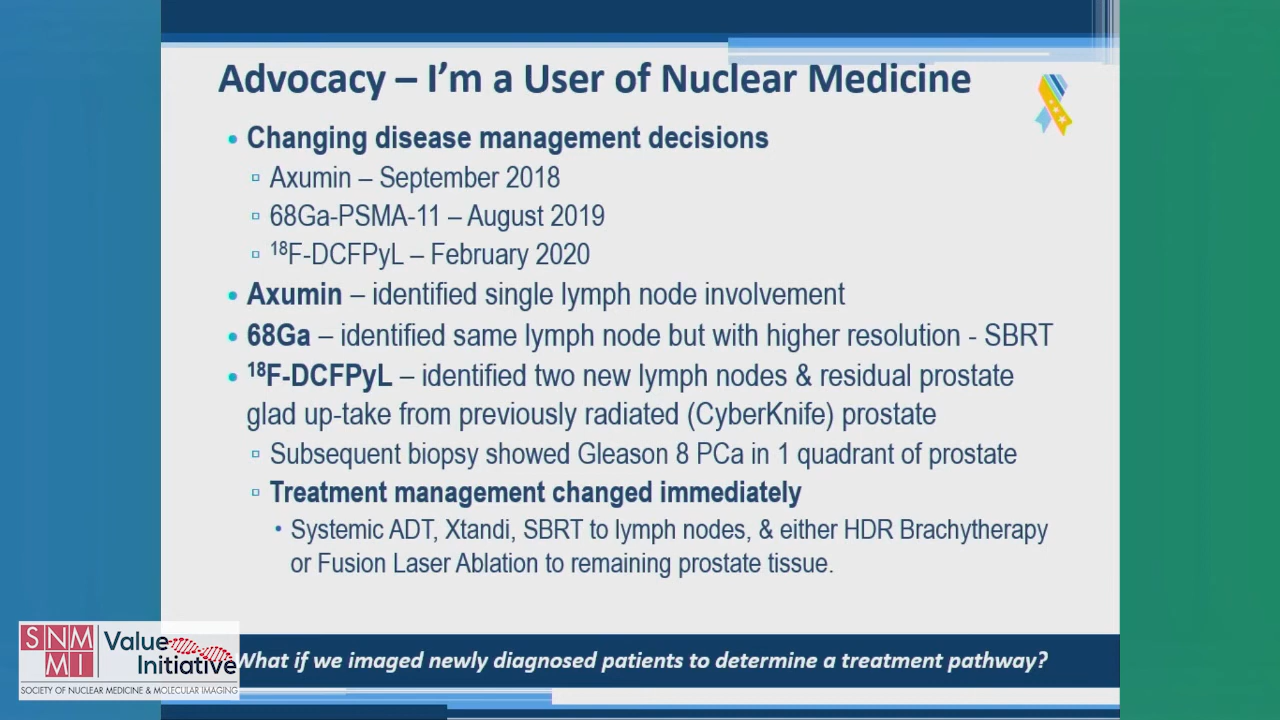 Advocacy – I'm a User of Nuclear Medicine
• Changing disease management decisions
▫ Axumin – September 2018
▫ 68Ga-PSMA-11 – August 2019
▫ ¹⁸F-DCFPyL – February 2020
• Axumin – identified single lymph node involvement
• 68Ga – identified same lymph node but with higher resolution - SBRT
• ¹⁸F-DCFPyL – identified two new lymph nodes & residual prostate
glad up-take from previously radiated (CyberKnife) prostate
▫ Subsequent biopsy showed Gleason 8 PCa in 1 quadrant of prostate
▫ Treatment management changed immediately
• Systemic ADT, Xtandi, SBRT to lymph nodes, & either HDR Brachytherapy
or Fusion Laser Ablation to remaining prostate tissue.
What if we imaged newly diagnosed patients to determine a treatment pathway?
SNM
MI
Value
Initiative
SOCIETY OF NUCLEAR MEDICINE & MOLECULAR IMAGING